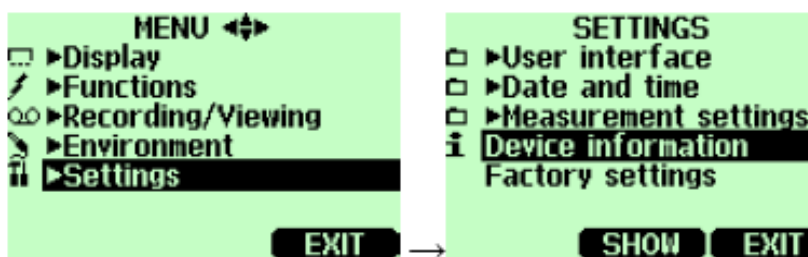 MENU
▶Display
▶Functions
▶Recording/Viewing
▶Environment
▶Settings
EXIT
→
SETTINGS
▶User interface
▶Date and time
▶Measurement settings
Device information
Factory settings
SHOW EXIT